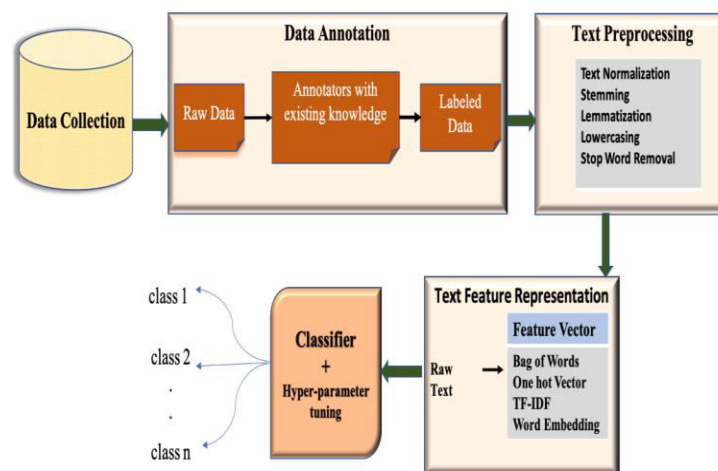 Data Collection
Data Annotation
Raw Data
Annotators with
existing knowledge
Labeled
Data
Text Preprocessing
Text Normalization
Stemming
Lemmatization
Lowercasing
Stop Word Removal
Text Feature Representation
Raw
Text
Feature Vector
Bag of Words
One hot Vector
TF-IDF
Word Embedding
Classifier
+
Hyper-parameter
tuning
class 1
class 2
.
.
class n